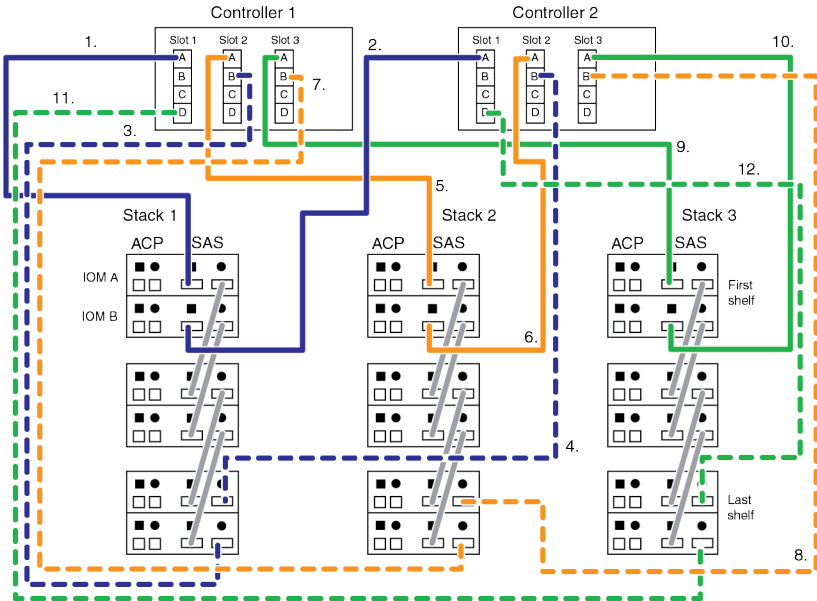 Controller 1
Controller 2
Slot 1 Slot 2 Slot 3
Slot 1 Slot 2 Slot 3
1.
2.
10.
A A A
A A A
B B B
B B B
7.
C C C
C C C
11.
D D D
D D D
3.
9.
5.
12.
Stack 1
Stack 2
Stack 3
ACP SAS
ACP SAS
ACP SAS
IOM A
First
shelf
IOM B
6.
4.
Last
shelf
8.